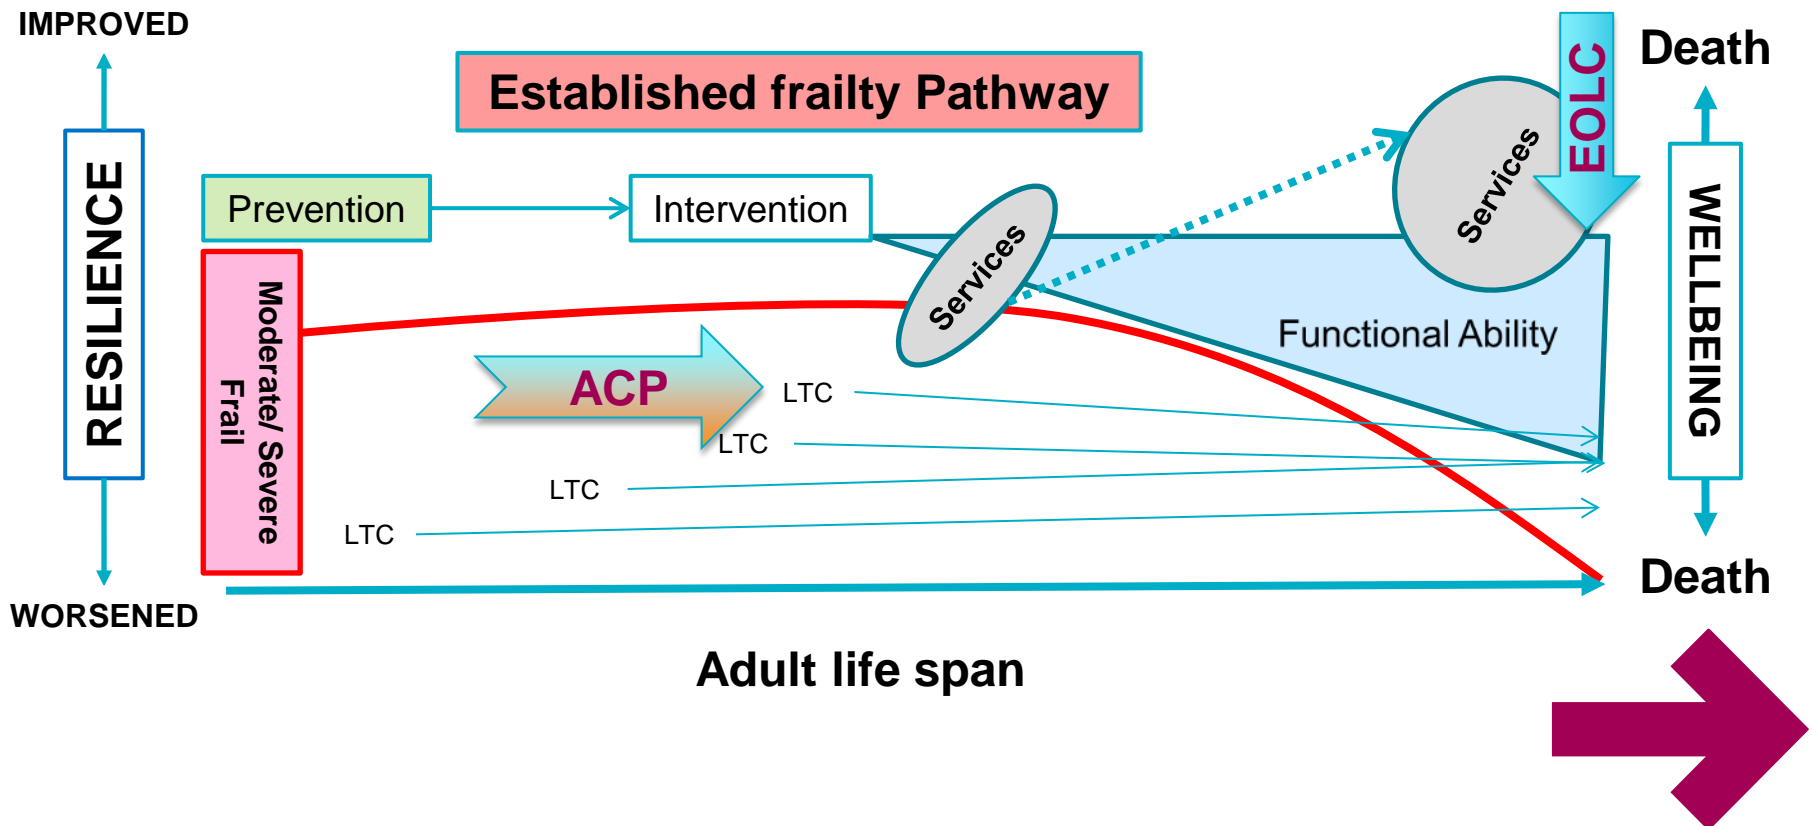 IMPROVED
Death
Established frailty Pathway
EOLC
Services
RESILIENCE
Prevention
Intervention
WELLBEING
Services
Moderate/ Severe
Frail
Functional Ability
ACP
LTC
LTC
LTC
LTC
Death
WORSENED
Adult life span